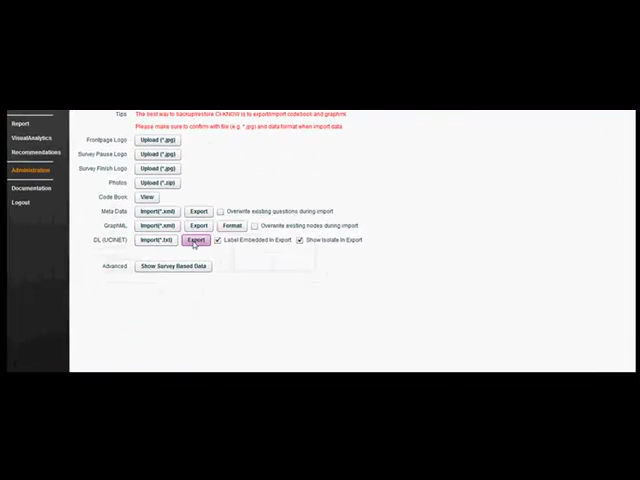 Tips The best way to backup/restore CI-KNOW is to export/import codebook and graphml
Report
Please make sure to confirm with file (e.g. *.jpg) and data format when import data.
VisualAnalytics Frontpage Logo Upload (*.jpg)
Recommendations Survey Pause Logo Upload (*.jpg)
Administration Survey Finish Logo Upload (*.jpg)
Documentation Photos Upload (*.zip)
Logout Code Book View
Meta Data Import(*.xml) Export Overwrite existing questions during import
GraphML Import(*.xml) Export Format Overwrite existing nodes during import
DL (UCINET) Import(*.txt) Export Label Embedded In Export Show Isolate In Export
Advanced Show Survey Based Data